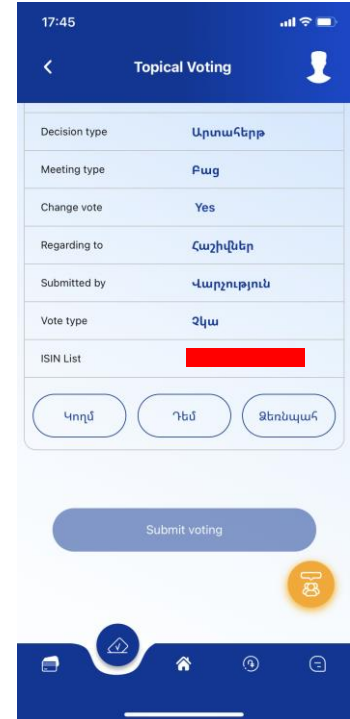 17:45
Topical Voting
Decision type Արտահերթ
Meeting type Բաց
Change vote Yes
Regarding to Հաշիվներ
Submitted by Վարչություն
Vote type Չկա
ISIN List
Կողմ Դեմ Ձեռնպահ
Submit voting